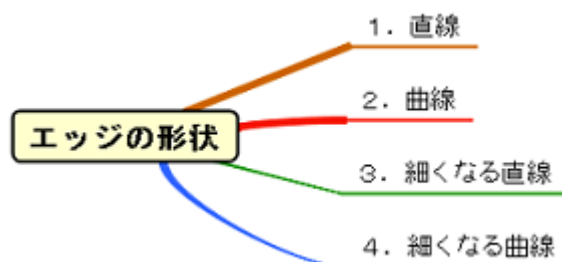 エッジの形状
1. 直線
2. 曲線
3. 細くなる直線
4. 細くなる曲線